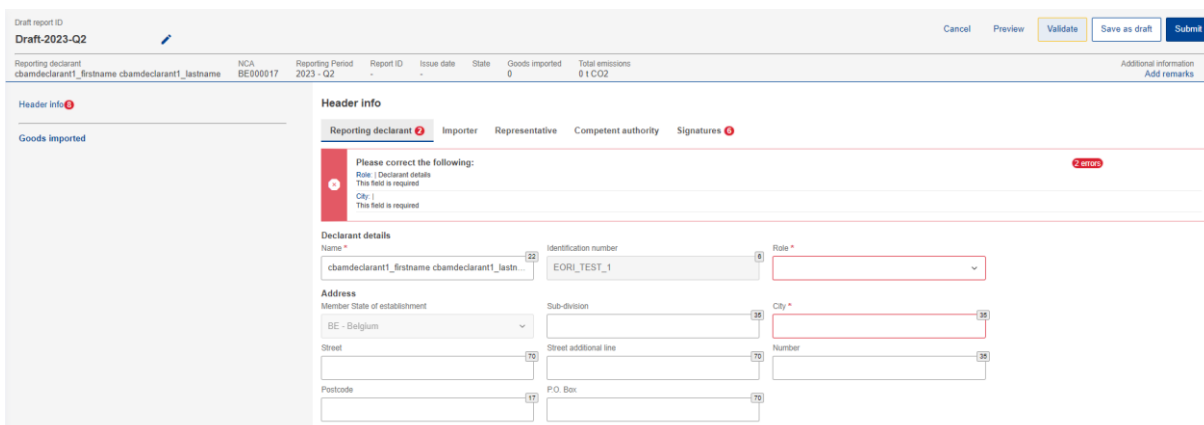 Draft report ID
Draft-2023-Q2
Cancel Preview Validate Save as draft Submit
Reporting declarant NCA Reporting Period Report ID Issue date State Goods imported Total emissions Additional information
cbamdeclarant1_firstname cbamdeclarant1_lastname BE000017 2023 - Q2 - - 0 0 t CO2 Add remarks
Header info 8
Goods imported
Header info
Reporting declarant 2 Importer Representative Competent authority Signatures 6
Please correct the following: 2 errors
Role: | Declarant details
This field is required
City: |
This field is required
Declarant details
Name * Identification number Role *
22 6
cbamdeclarant1_firstname cbamdeclarant1_lastn... EORI_TEST_1
Address
Member State of establishment Sub-division City *
35 35
BE - Belgium
Street Street additional line Number
70 70 35
Postcode P.O. Box
17 70